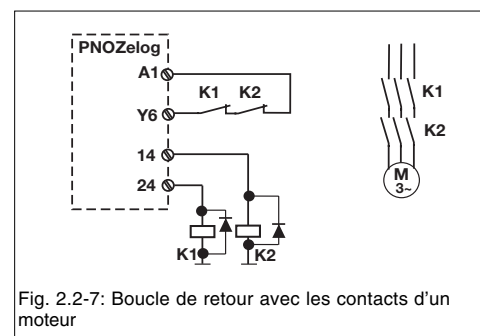 PNOZelog
A1
K1 K2
Y6
14
24
K1
K2
K1
K2
M
3~
Fig. 2.2-7: Boucle de retour avec les contacts d'un
moteur